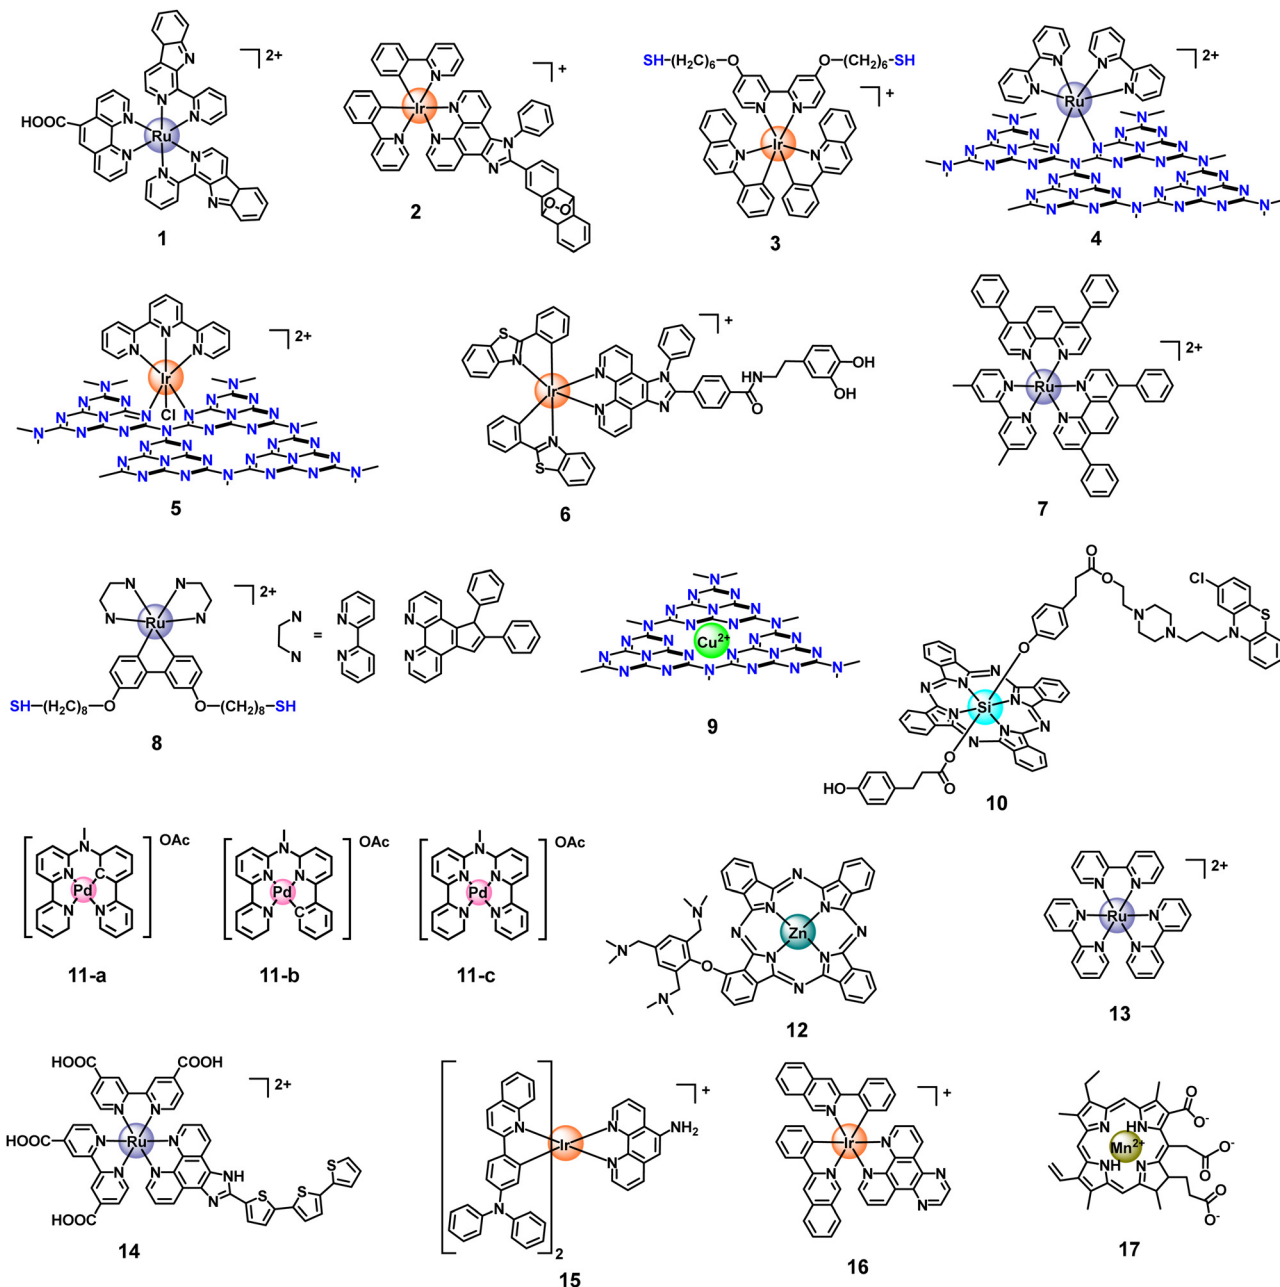 HOOC
N
N
N
N
N
N
N
N
Ru
2+
1
N
N
N
N
N
N
Ir
+
O-O
2
SH-(H₂C)₆-O
O-(CH₂)₆-SH
N
N
N
N
Ir
+
3
N
N
N
N
Ru
2+
N N N N N N N
4
N
N
N
Ir
Cl
2+
N N N N N N N
5
S
N
Ir
N
S
N
N
N
N
+
HN
O
OH
HO
6
N
N
N
N
N
N
Ru
2+
7
N
N
N
N
Ru
2+
SH-(H₂C)₈-O
O-(CH₂)₈-SH
N
N
=
N
N
N
N
8
N N N N N N N
Cu²⁺
9
O
O
N
N
Cl
S
N
O
N
N
N
N
N
N
N
N
Si
O
O
HO
10
N
N
C
N
N
Pd
OAc
11-a
N
N
N
N
C
Pd
OAc
11-b
N
N
N
N
N
Pd
OAc
11-c
N
N
N
O
N
N
N
N
N
N
N
N
Zn
12
N
N
N
N
N
N
Ru
2+
13
HOOC
COOH
HOOC
HOOC
N
N
N
N
N
N
Ru
2+
H
N
N
S
S
S
14
N
N
N
N
Ir
NH₂
+
2
15
N
N
N
N
N
N
Ir
+
16
N
HN
NH
N
Mn²⁺
O
O⁻
O⁻
O
O
O⁻
17